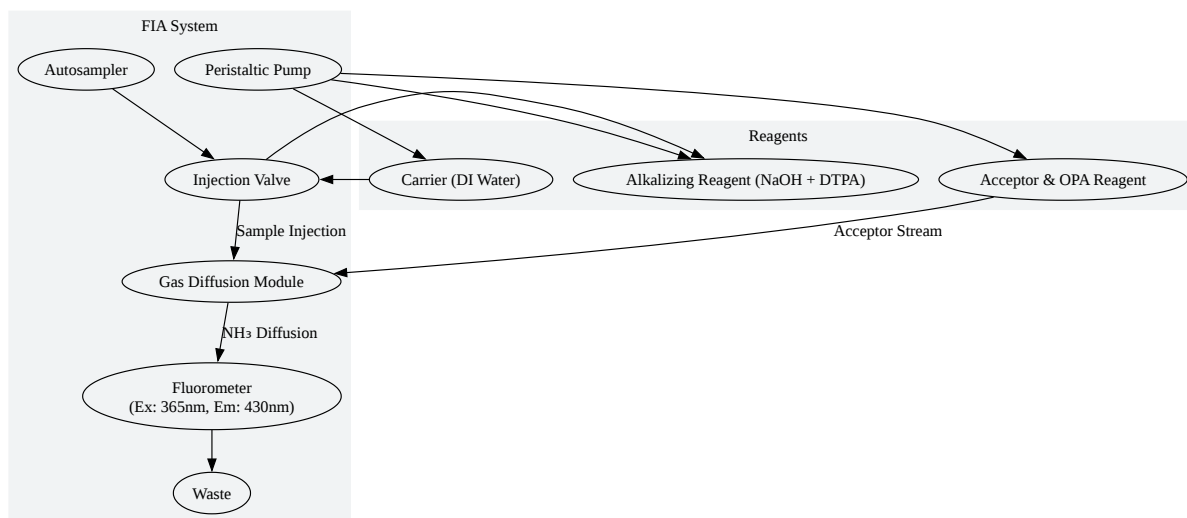 FIA System
Autosampler
Peristaltic Pump
Reagents
Injection Valve
Carrier (DI Water)
Alkalizing Reagent (NaOH + DTPA)
Acceptor & OPA Reagent
Sample Injection
Acceptor Stream
Gas Diffusion Module
NH₃ Diffusion
Fluorometer
(Ex: 365nm, Em: 430nm)
Waste